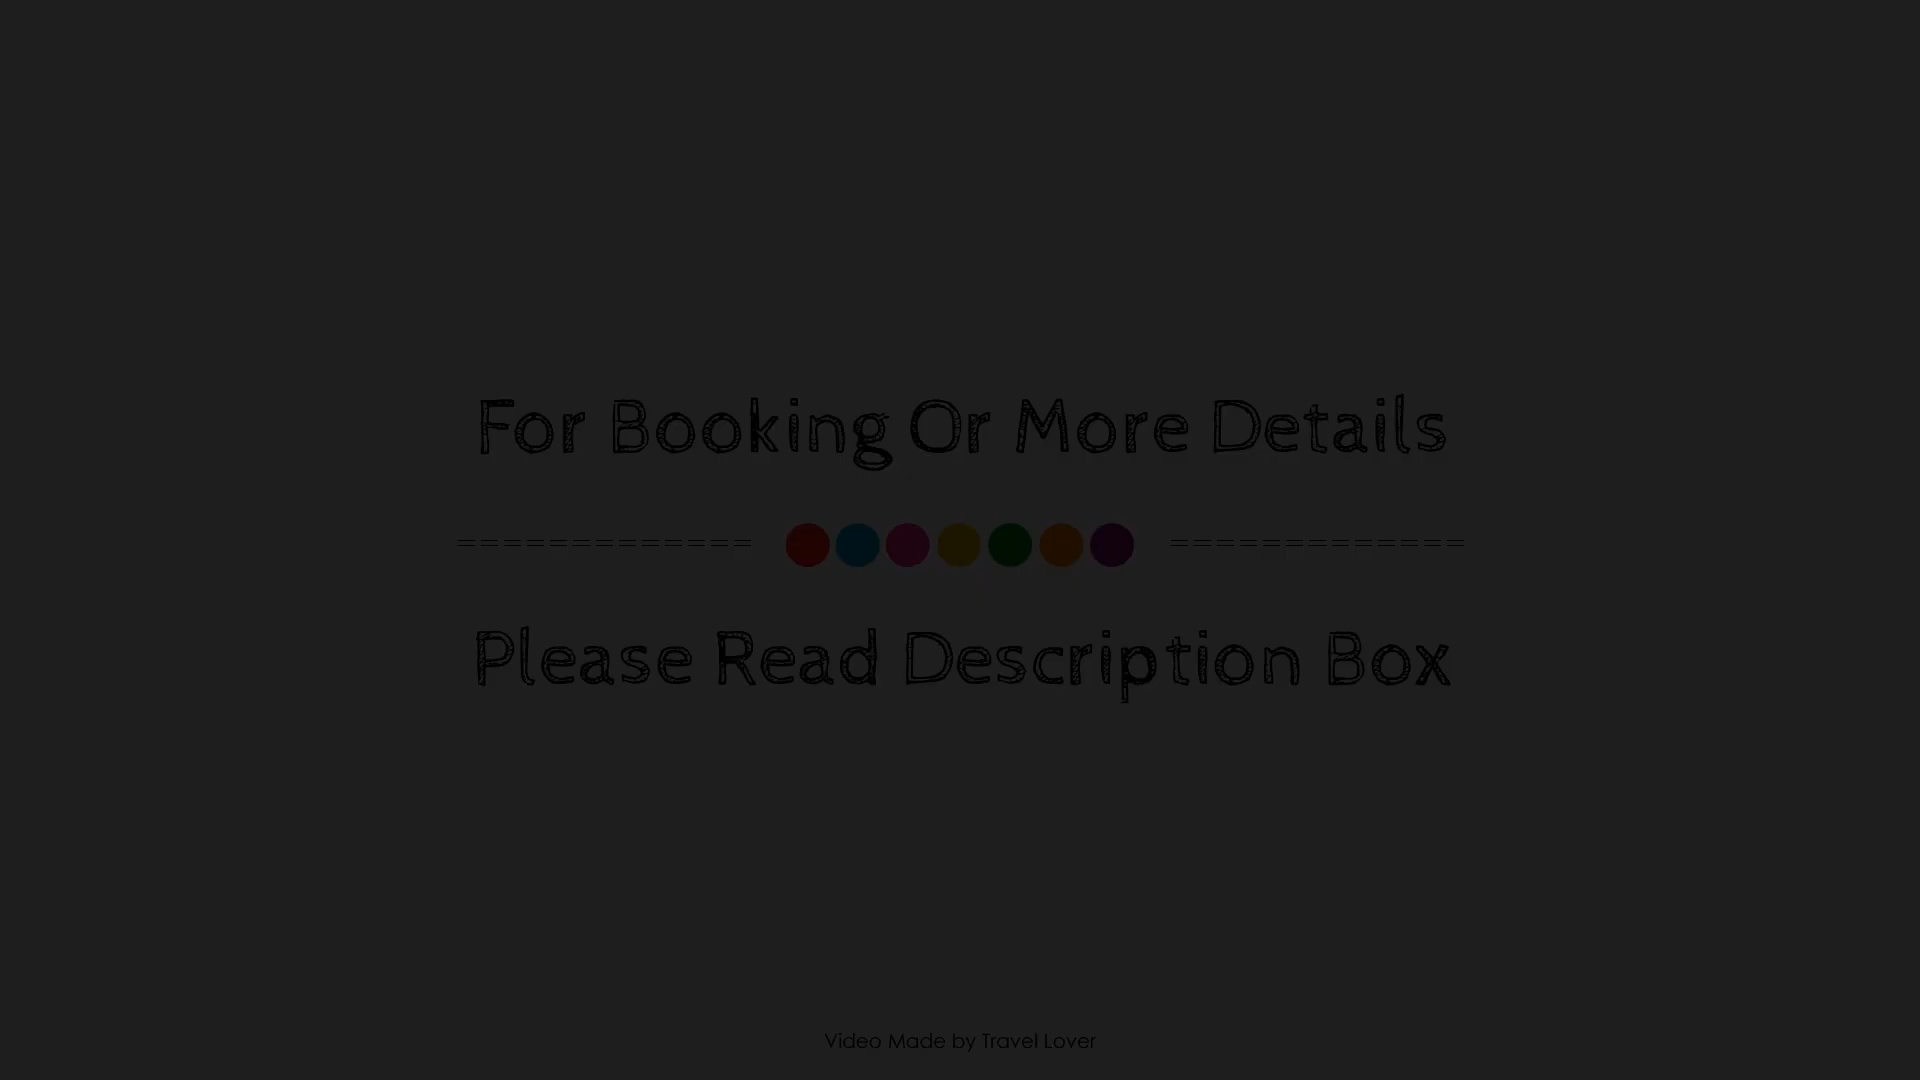 For Booking Or More Details
============= =============
Please Read Description Box
Video Made by Travel Lover